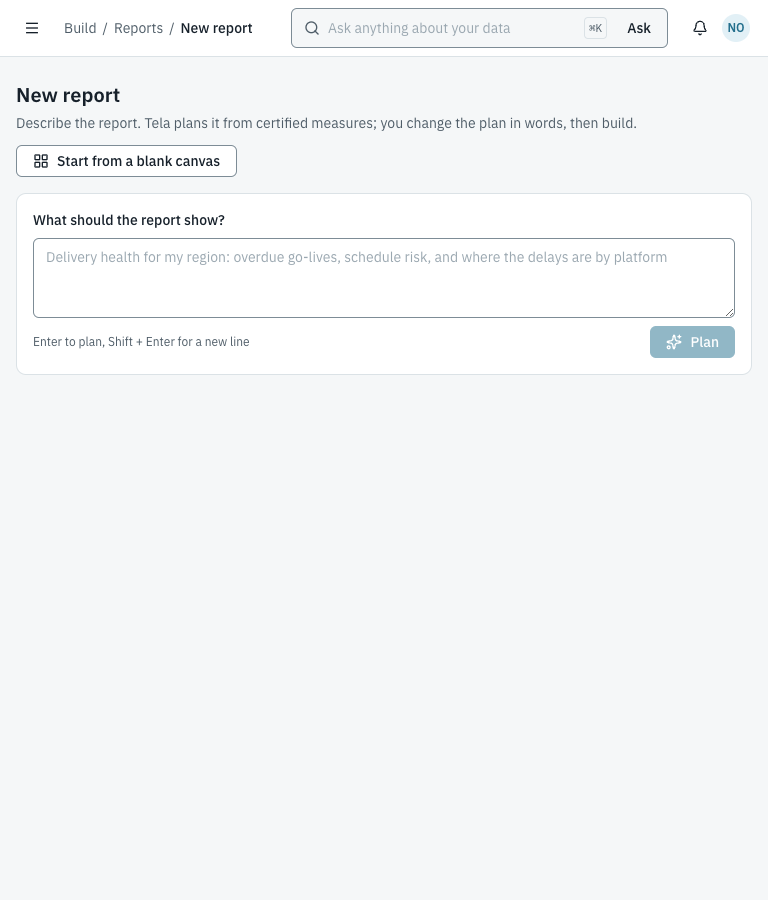 Build / Reports / New report
Ask anything about your data
⌘K
Ask
NO
New report
Describe the report. Tela plans it from certified measures; you change the plan in words, then build.
Start from a blank canvas
What should the report show?
Delivery health for my region: overdue go-lives, schedule risk, and where the delays are by platform
Enter to plan, Shift + Enter for a new line
Plan